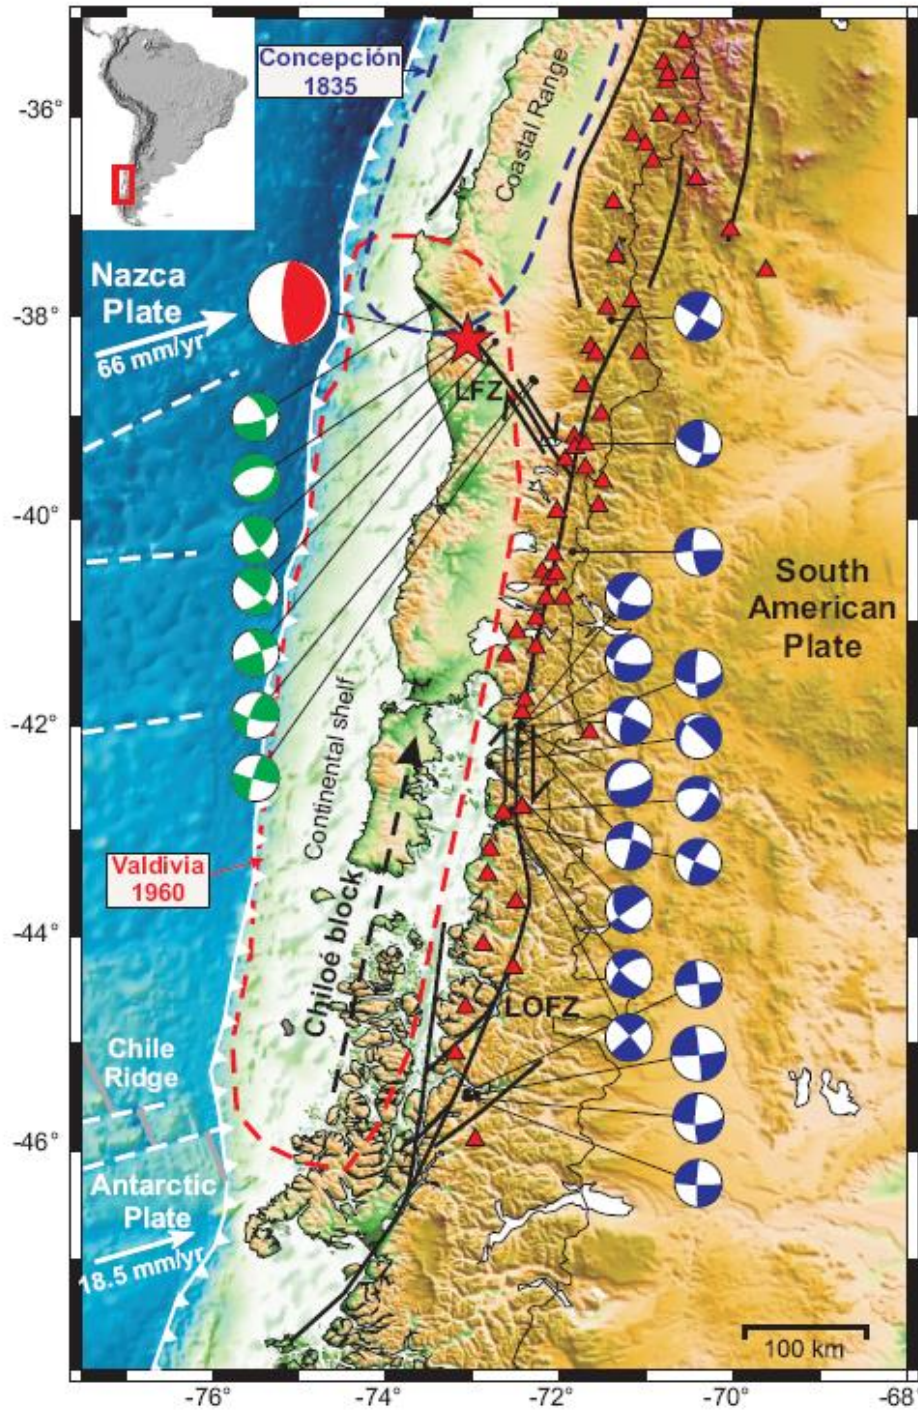 Concepción
1835
Coastal Range
-36°
Nazca
Plate
66 mm/yr
-38°
LFZ
-40°
South
American
Plate
-42°
Continental shelf
Valdivia
1960
Chiloé block
-44°
LOFZ
Chile
Ridge
-46°
Antarctic
Plate
18.5 mm/yr
100 km
-76°
-74°
-72°
-70°